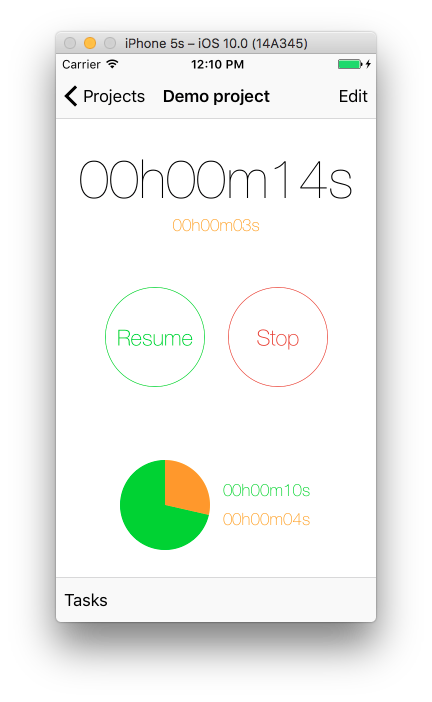 iPhone 5s – iOS 10.0 (14A345)
Carrier 12:10 PM
Projects Demo project Edit
00h00m14s
00h00m03s
Resume Stop
00h00m10s
00h00m04s
Tasks